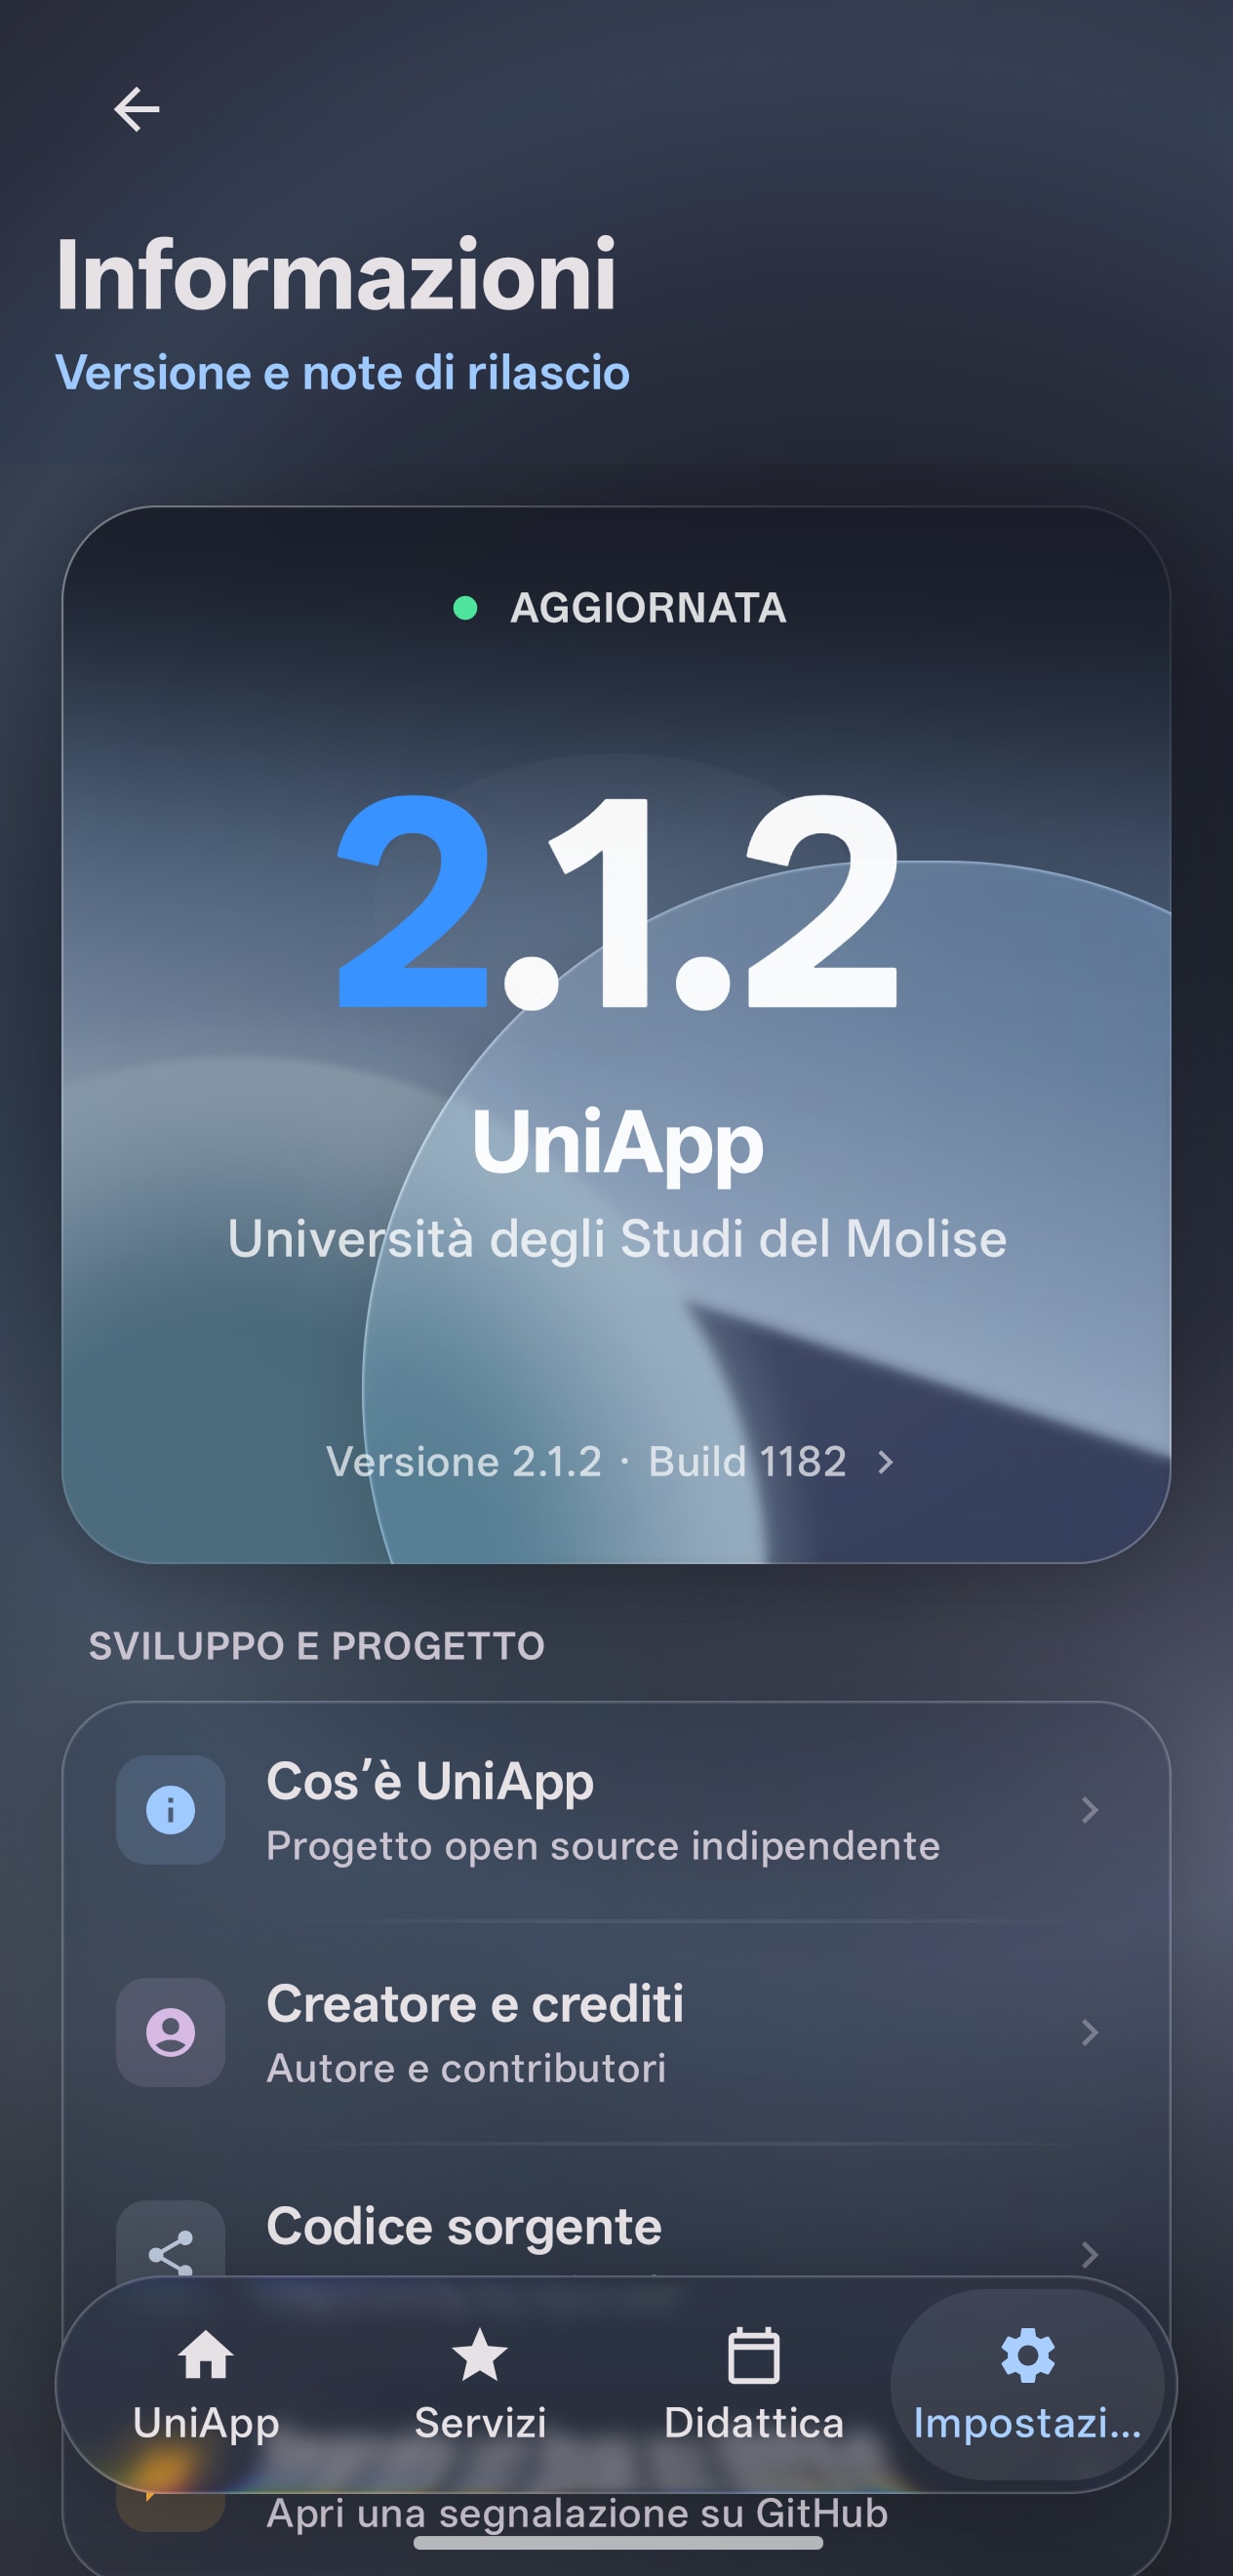 Informazioni
Versione e note di rilascio
AGGIORNATA
2.1.2
UniApp
Università degli Studi del Molise
Versione 2.1.2 · Build 1182
SVILUPPO E PROGETTO
Cos’è UniApp
Progetto open source indipendente
Creatore e crediti
Autore e contributori
Codice sorgente
UniApp
Servizi
Didattica
Impostazi...
Apri una segnalazione su GitHub